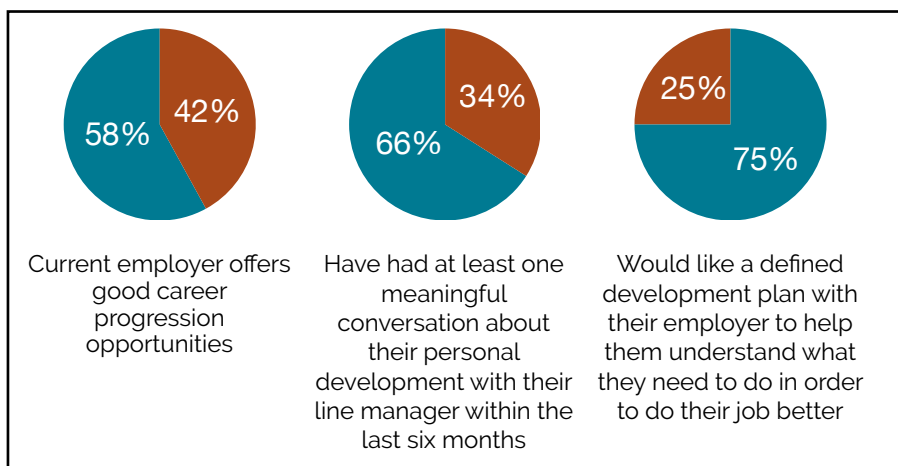 58%
42%
66%
34%
25%
75%
Current employer offers
good career
progression
opportunities
Have had at least one
meaningful
conversation about
their personal
development with their
line manager within the
last six months
Would like a defined
development plan with
their employer to help
them understand what
they need to do in order
to do their job better